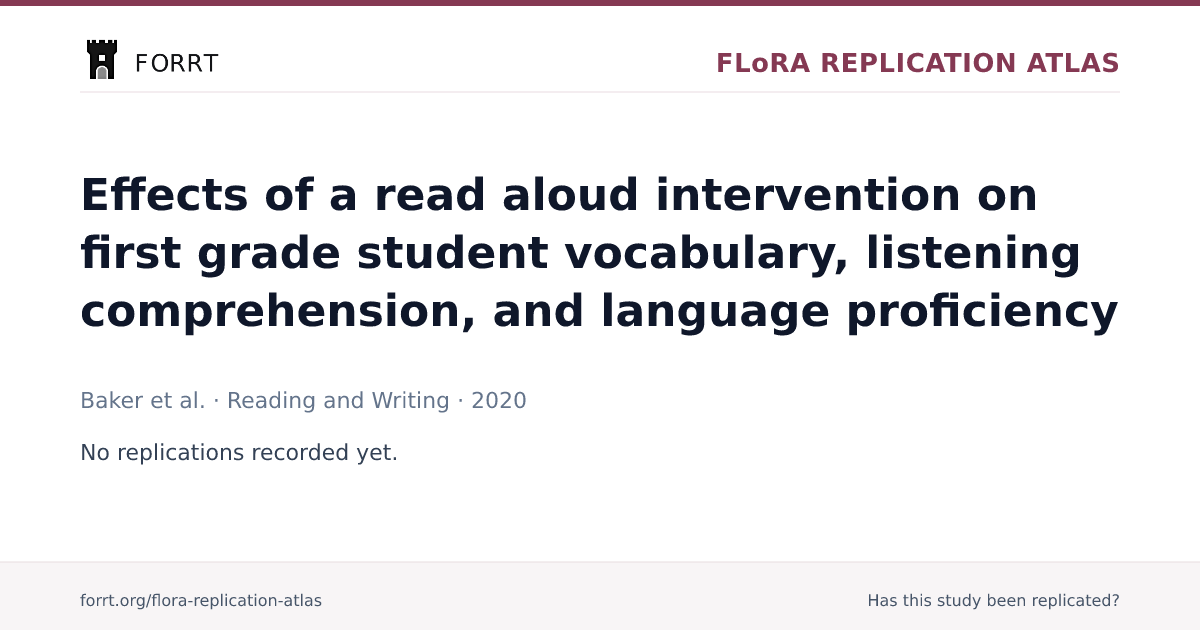 FORRT
FLoRA REPLICATION ATLAS
Effects of a read aloud intervention on
first grade student vocabulary, listening
comprehension, and language proficiency
Baker et al. · Reading and Writing · 2020
No replications recorded yet.
forrt.org/flora-replication-atlas
Has this study been replicated?